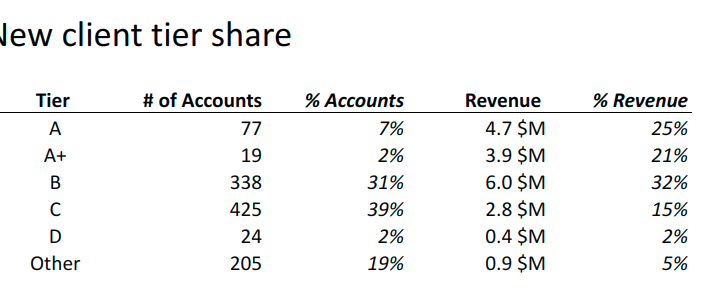 New client tier share
Tier # of Accounts % Accounts Revenue % Revenue
A 77 7% 4.7 $M 25%
A+ 19 2% 3.9 $M 21%
B 338 31% 6.0 $M 32%
C 425 39% 2.8 $M 15%
D 24 2% 0.4 $M 2%
Other 205 19% 0.9 $M 5%